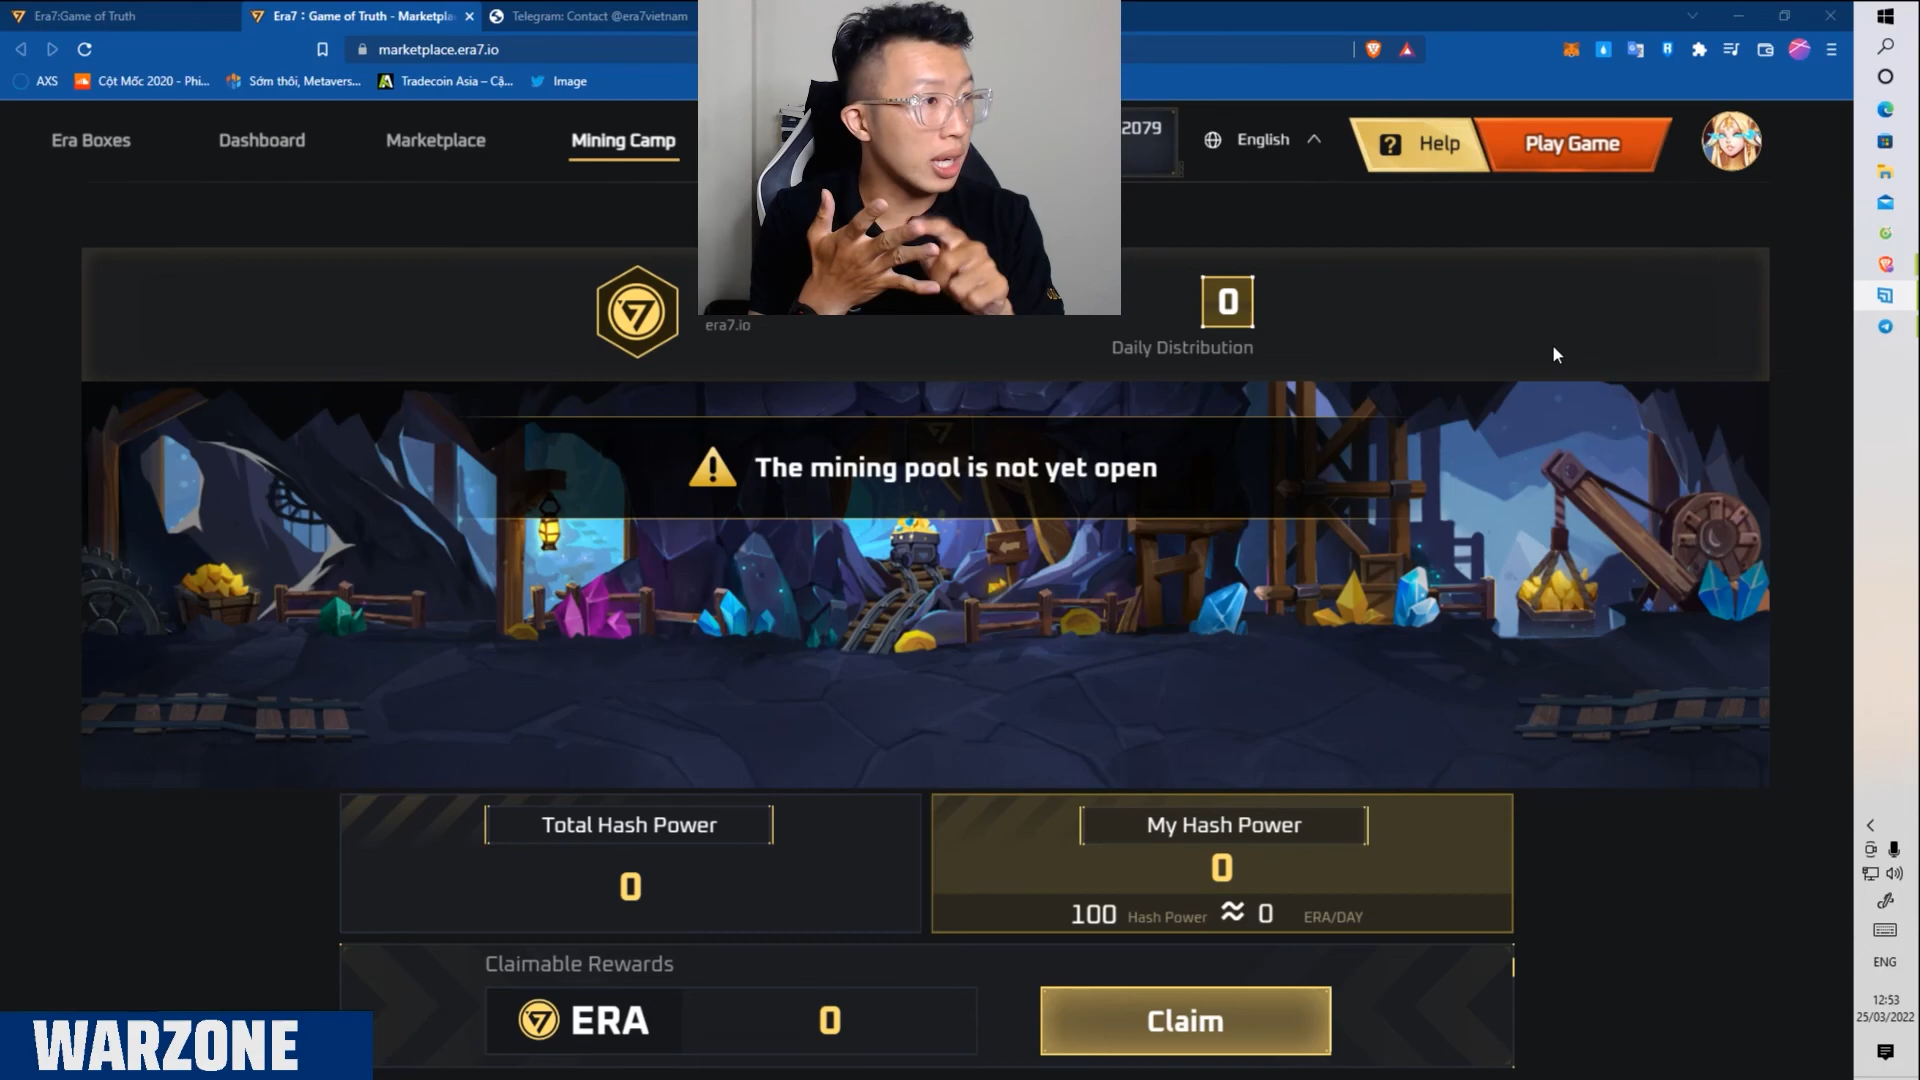 Era7:Game of Truth
Era7 : Game of Truth - Marketpla
Telegram: Contact @era7vietnam
marketplace.era7.io
AXS
Cột Mốc 2020 - Phi...
Sớm thôi, Metavers...
Tradecoin Asia – Cậ...
Image
Era Boxes
Dashboard
Marketplace
Mining Camp
2079
English
? Help
Play Game
era7.io
0
Daily Distribution
The mining pool is not yet open
Total Hash Power
0
My Hash Power
0
100 Hash Power ≈ 0 ERA/DAY
Claimable Rewards
ERA
0
Claim
WARZONE
ENG
12:53
25/03/2022